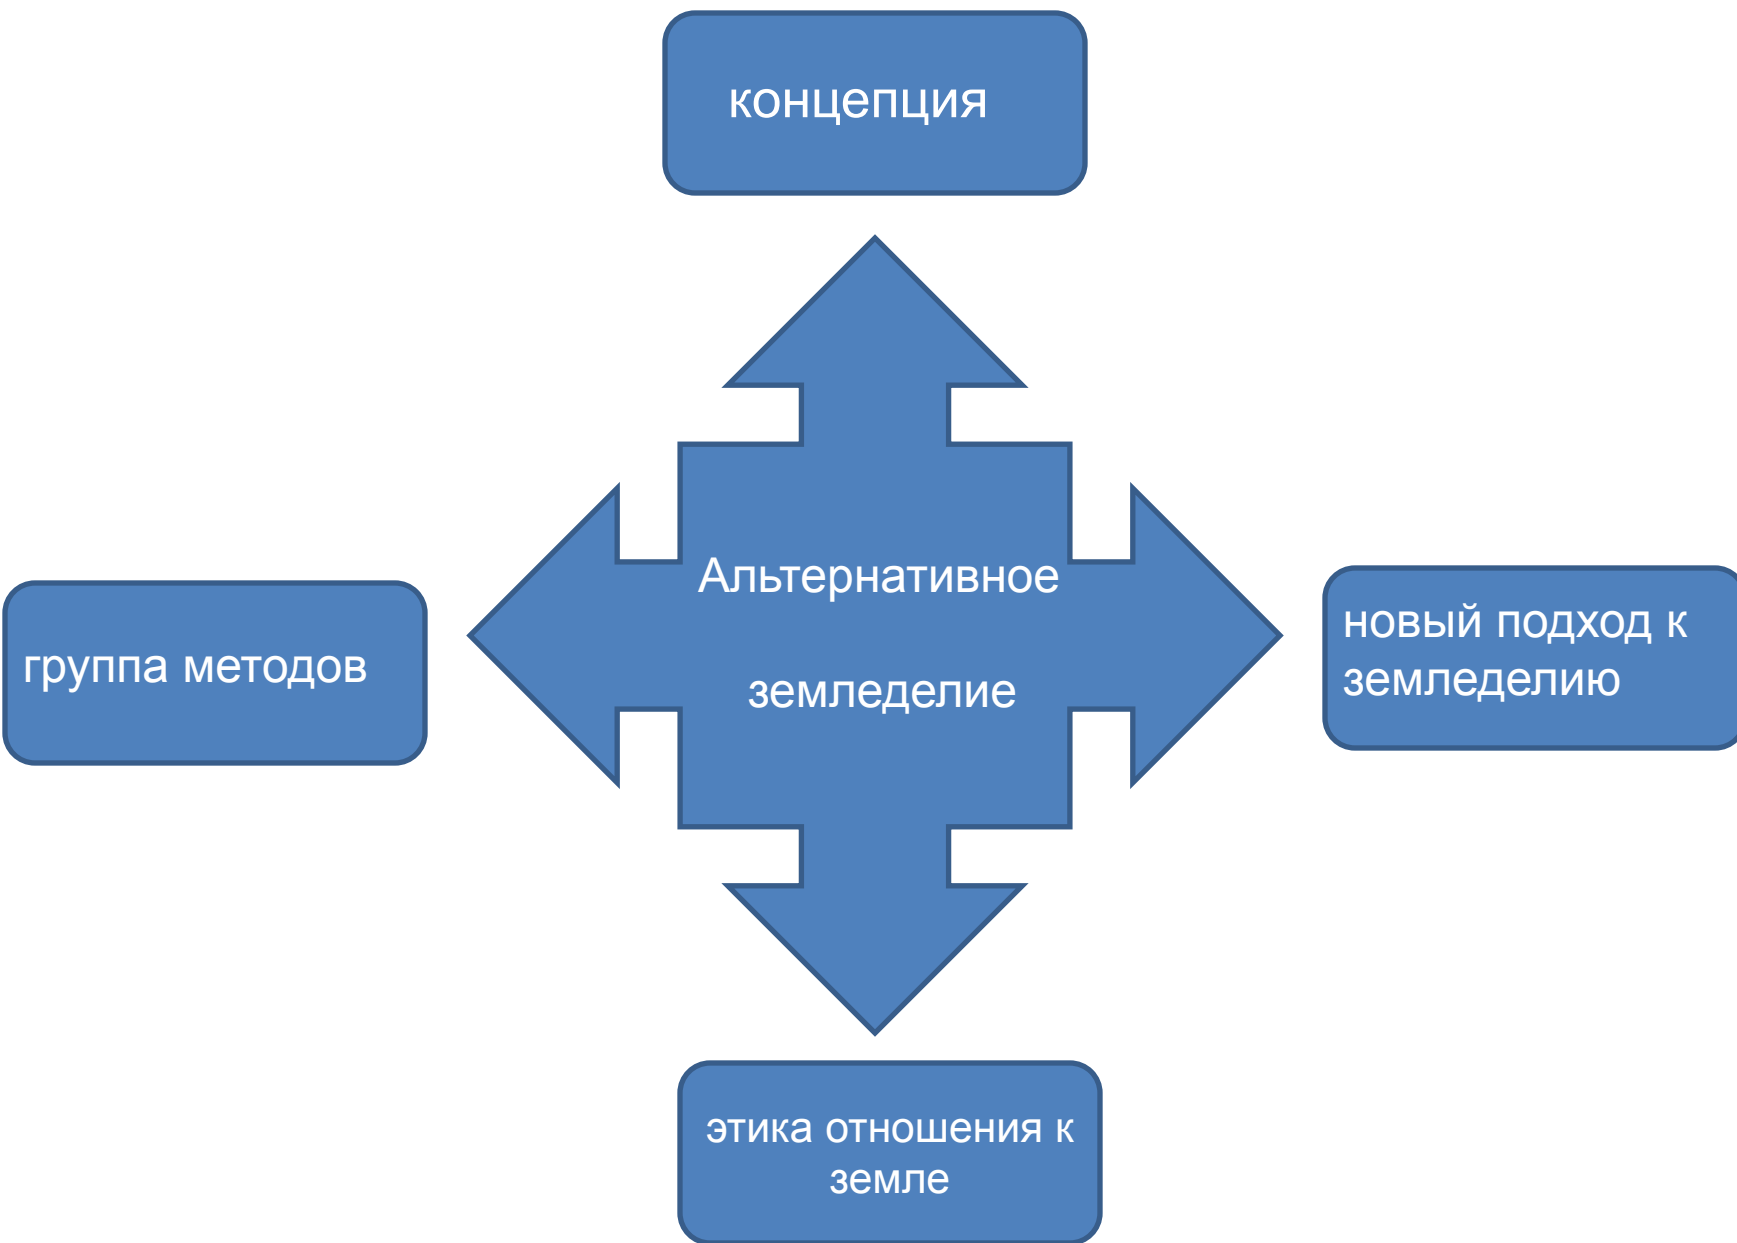 концепция
Альтернативное
земледелие
группа методов
новый подход к
земледелию
этика отношения к
земле